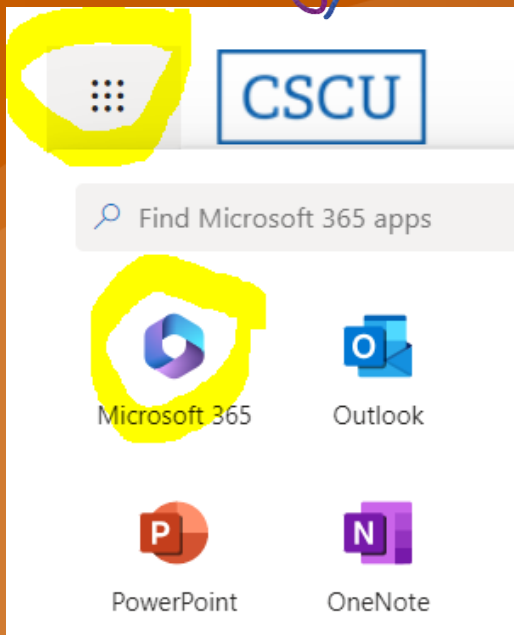 CSCU
Find Microsoft 365 apps
O
Microsoft 365 Outlook
P N
PowerPoint OneNote